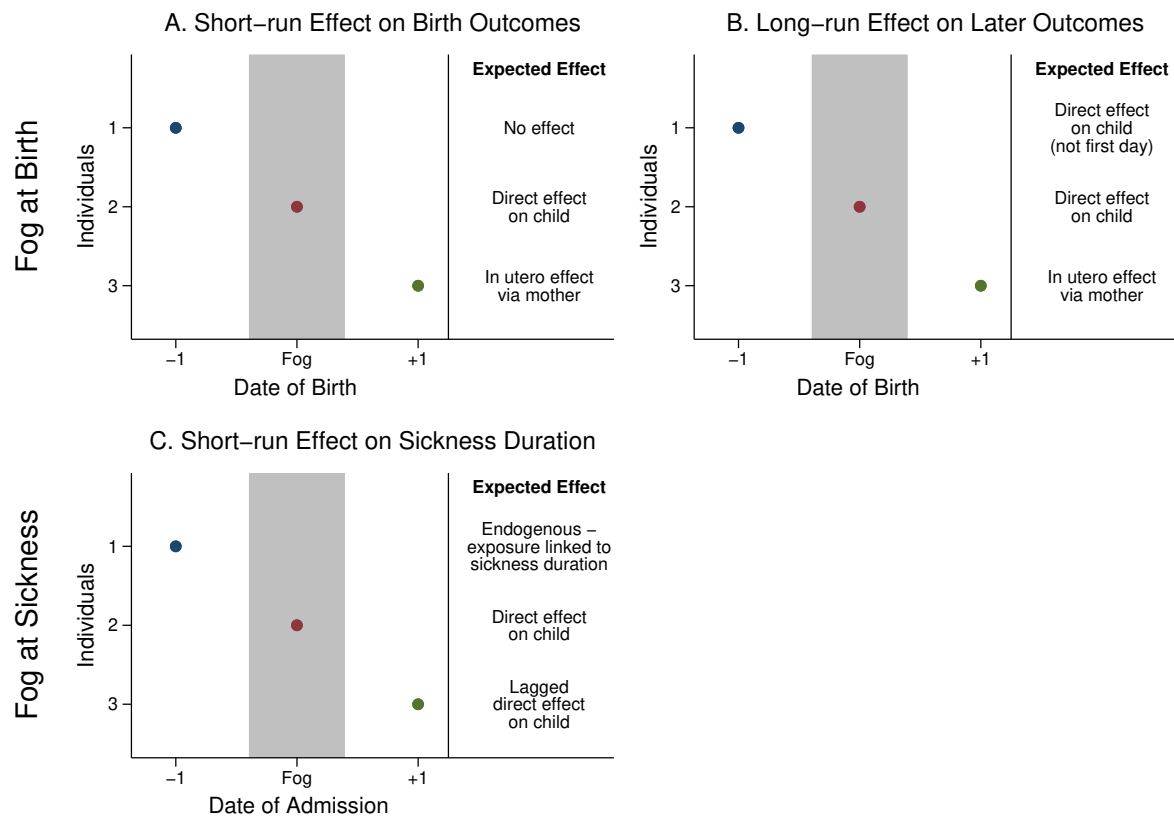 A. Short−run Effect on Birth Outcomes
Fog at Birth
Individuals
1
2
3
−1
Fog
+1
Date of Birth
Expected Effect
No effect
Direct effect
on child
In utero effect
via mother
B. Long−run Effect on Later Outcomes
Individuals
1
2
3
−1
Fog
+1
Date of Birth
Expected Effect
Direct effect
on child
(not first day)
Direct effect
on child
In utero effect
via mother
C. Short−run Effect on Sickness Duration
Fog at Sickness
Individuals
1
2
3
−1
Fog
+1
Date of Admission
Expected Effect
Endogenous −
exposure linked to
sickness duration
Direct effect
on child
Lagged
direct effect
on child